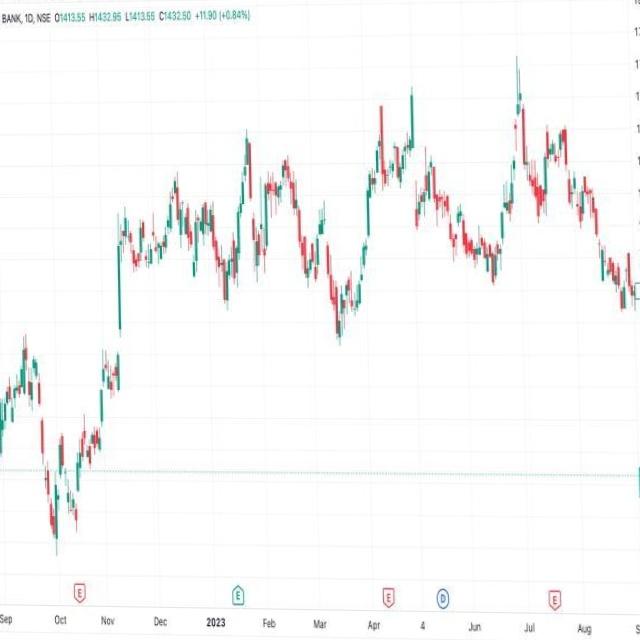 BANK, 1D, NSE O1413.55 H1432.95 L1413.55 C1432.50 +11.90 (+0.84%)
E E E D E
Sep Oct Nov Dec 2023 Feb Mar Apr 4 Jun Jul Aug